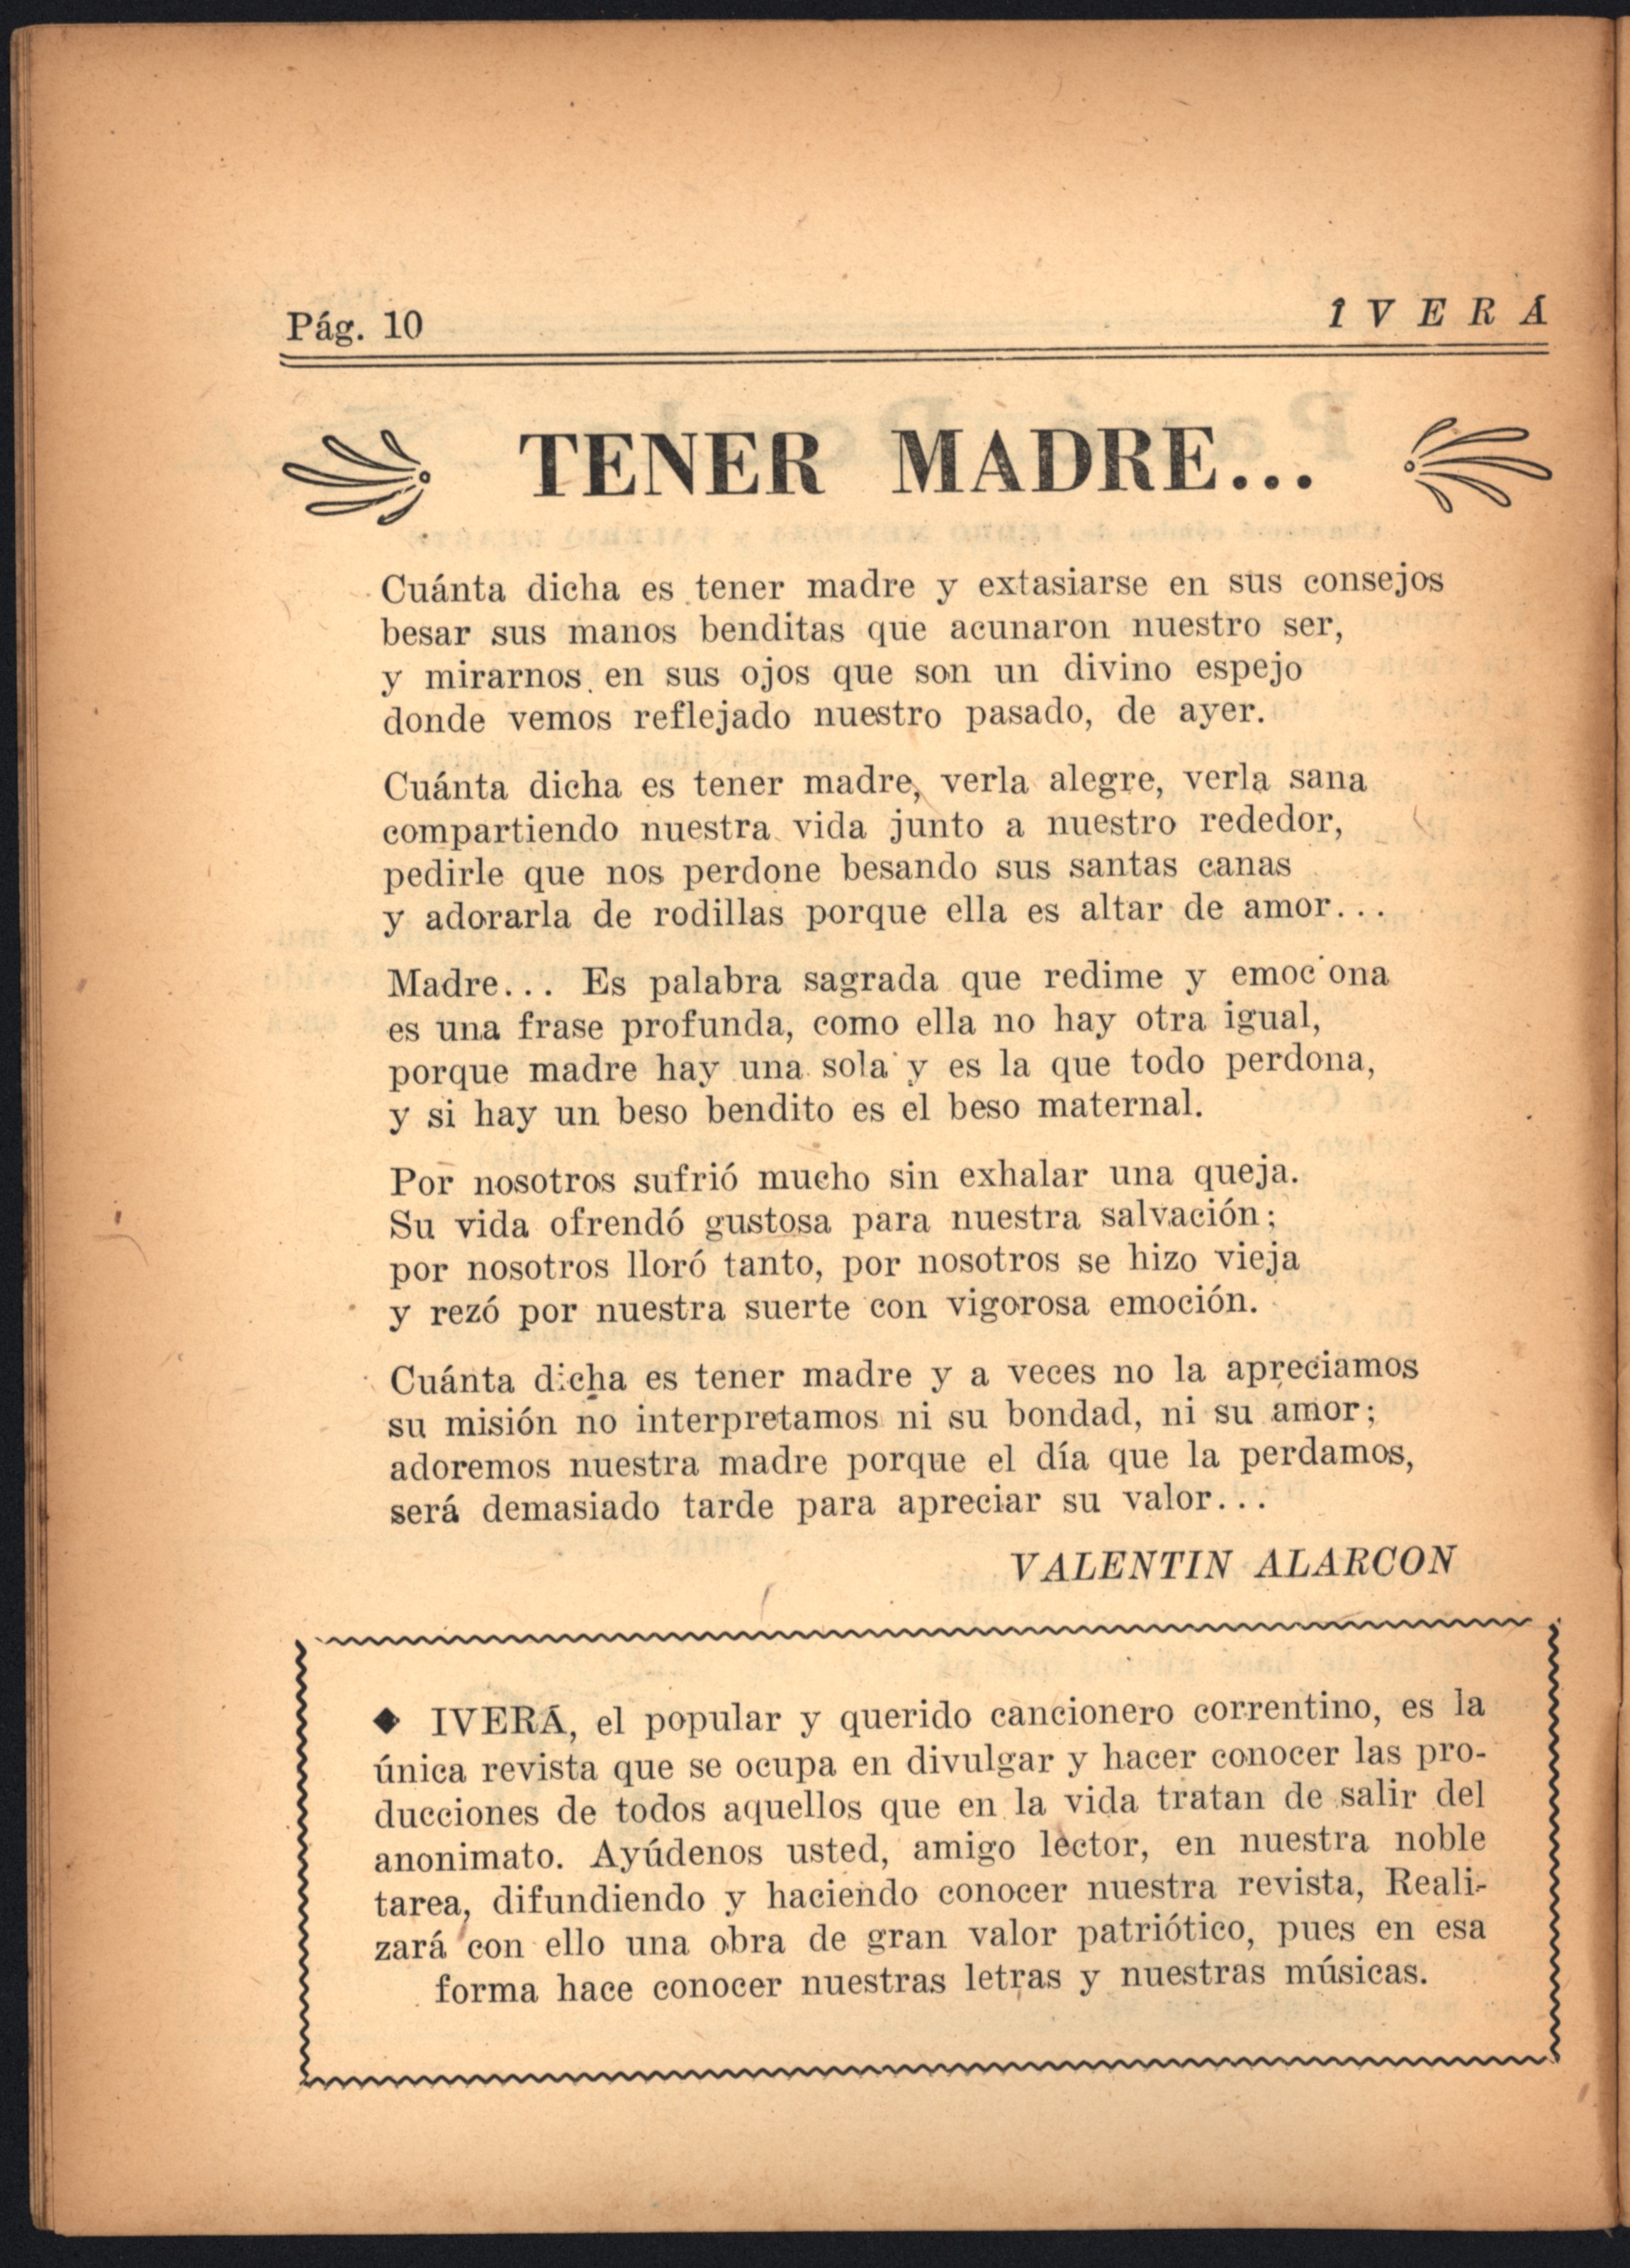 Pág. 10
IVERÁ
TENER MADRE...
Cuánta dicha es tener madre y extasiarse en sus consejos
besar sus manos benditas que acunaron nuestro ser,
y mirarnos en sus ojos que son un divino espejo
donde vemos reflejado nuestro pasado, de ayer.
Cuánta dicha es tener madre, verla alegre, verla sana
compartiendo nuestra vida junto a nuestro rededor,
pedirle que nos perdone besando sus santas canas
y adorarla de rodillas porque ella es altar de amor...
Madre... Es palabra sagrada que redime y emociona
es una frase profunda, como ella no hay otra igual,
porque madre hay una sola y es la que todo perdona,
y si hay un beso bendito es el beso maternal.
Por nosotros sufrió mucho sin exhalar una queja.
Su vida ofrendó gustosa para nuestra salvación;
por nosotros lloró tanto, por nosotros se hizo vieja
y rezó por nuestra suerte con vigorosa emoción.
Cuánta dicha es tener madre y a veces no la apreciamos
su misión no interpretamos ni su bondad, ni su amor;
adoremos nuestra madre porque el día que la perdamos,
será demasiado tarde para apreciar su valor...
VALENTIN ALARCON
◆ IVERÁ, el popular y querido cancionero correntino, es la
única revista que se ocupa en divulgar y hacer conocer las pro-
ducciones de todos aquellos que en la vida tratan de salir del
anonimato. Ayúdenos usted, amigo lector, en nuestra noble
tarea, difundiendo y haciendo conocer nuestra revista, Reali-
zará con ello una obra de gran valor patriótico, pues en esa
forma hace conocer nuestras letras y nuestras músicas.